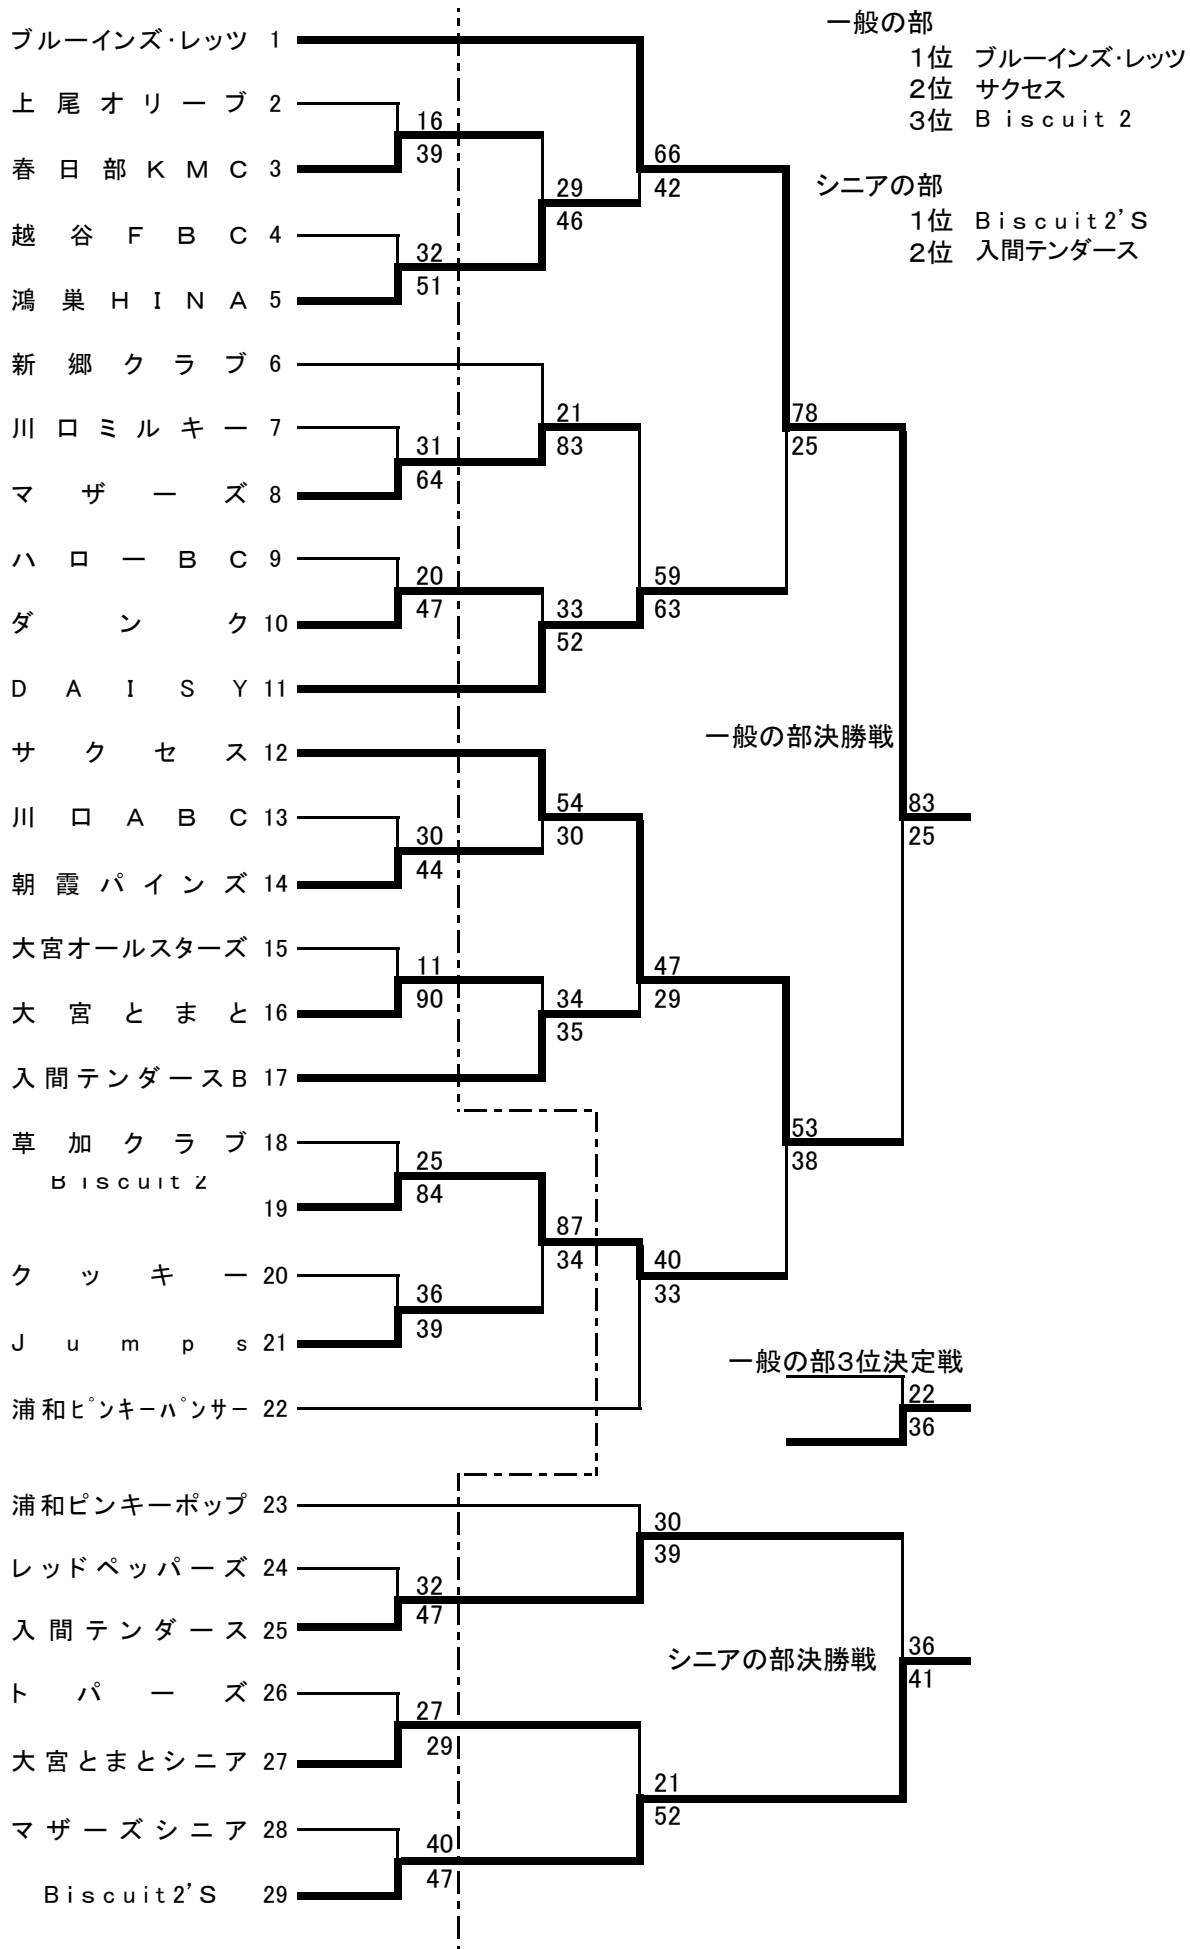 ブルーインズ・レッツ 1
一般の部
1位 ブルーインズ・レッツ
2位 サクセス
3位 Biscuit 2
シニアの部
1位 Biscuit2'S
2位 入間テンダース
上尾オリーブ 2
16
39
春日部KMC 3
66
42
29
46
越谷FBC 4
32
51
鴻巣HINA 5
新郷クラブ 6
21
83
78
25
川口ミルキー 7
31
64
マザーズ 8
ハローBC 9
20
47
59
63
33
52
ダンク 10
DAISY 11
一般の部決勝戦
サクセス 12
83
25
54
30
川口ABC 13
30
44
朝霞パインズ 14
大宮オールスターズ 15
11
90
47
29
34
35
大宮とまと 16
入間テンダースB 17
53
38
草加クラブ 18
25
84
Biscuit 2
19
87
34
40
33
クッキー 20
36
39
Jumps 21
一般の部3位決定戦
22
36
浦和ピンキーパンサー 22
浦和ピンキーポップ 23
30
39
レッドペッパーズ 24
32
47
入間テンダース 25
シニアの部決勝戦
36
41
トパーズ 26
27
29
大宮とまとシニア 27
21
52
マザーズシニア 28
40
47
Biscuit2'S 29